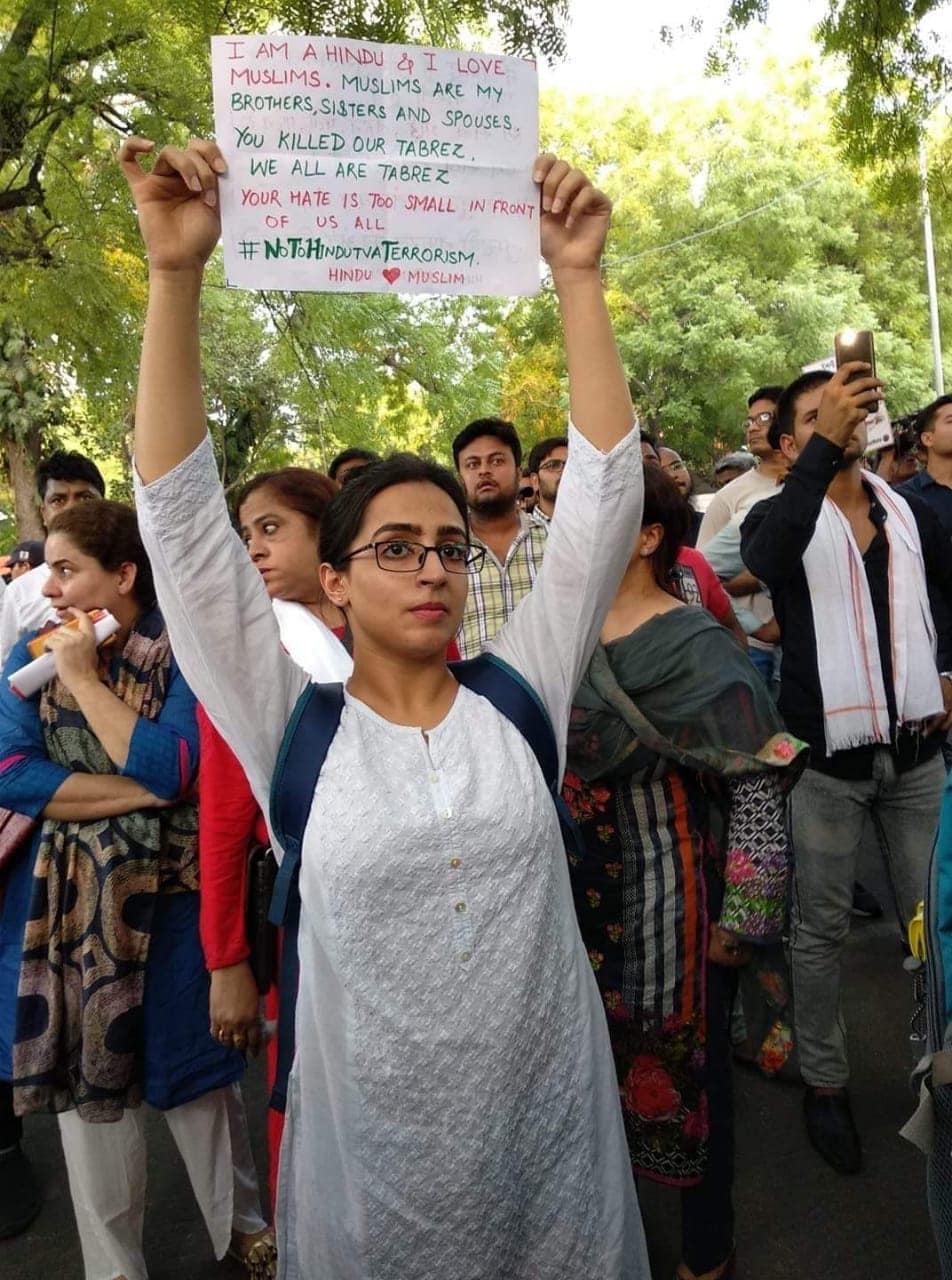 I AM A HINDU & I LOVE
MUSLIMS. MUSLIMS ARE MY
BROTHERS, SISTERS AND SPOUSES.
YOU KILLED OUR TABREZ.
WE ALL ARE TABREZ
YOUR HATE IS TOO SMALL IN FRONT
OF US ALL
#NOTOHINDUTVATERRORISM.
HINDU ❤ MUSLIM